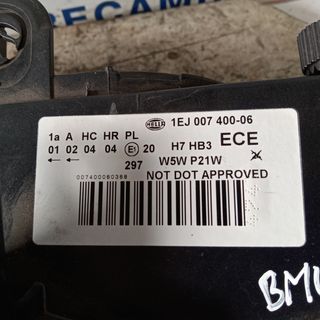 RECAMBIO
HELLA 1EJ 007 400-06
1a A HC HR PL
01 02 04 04 E1 20 H7 HB3 ECE
297 W5W P21W
NOT DOT APPROVED
007400060388
BM